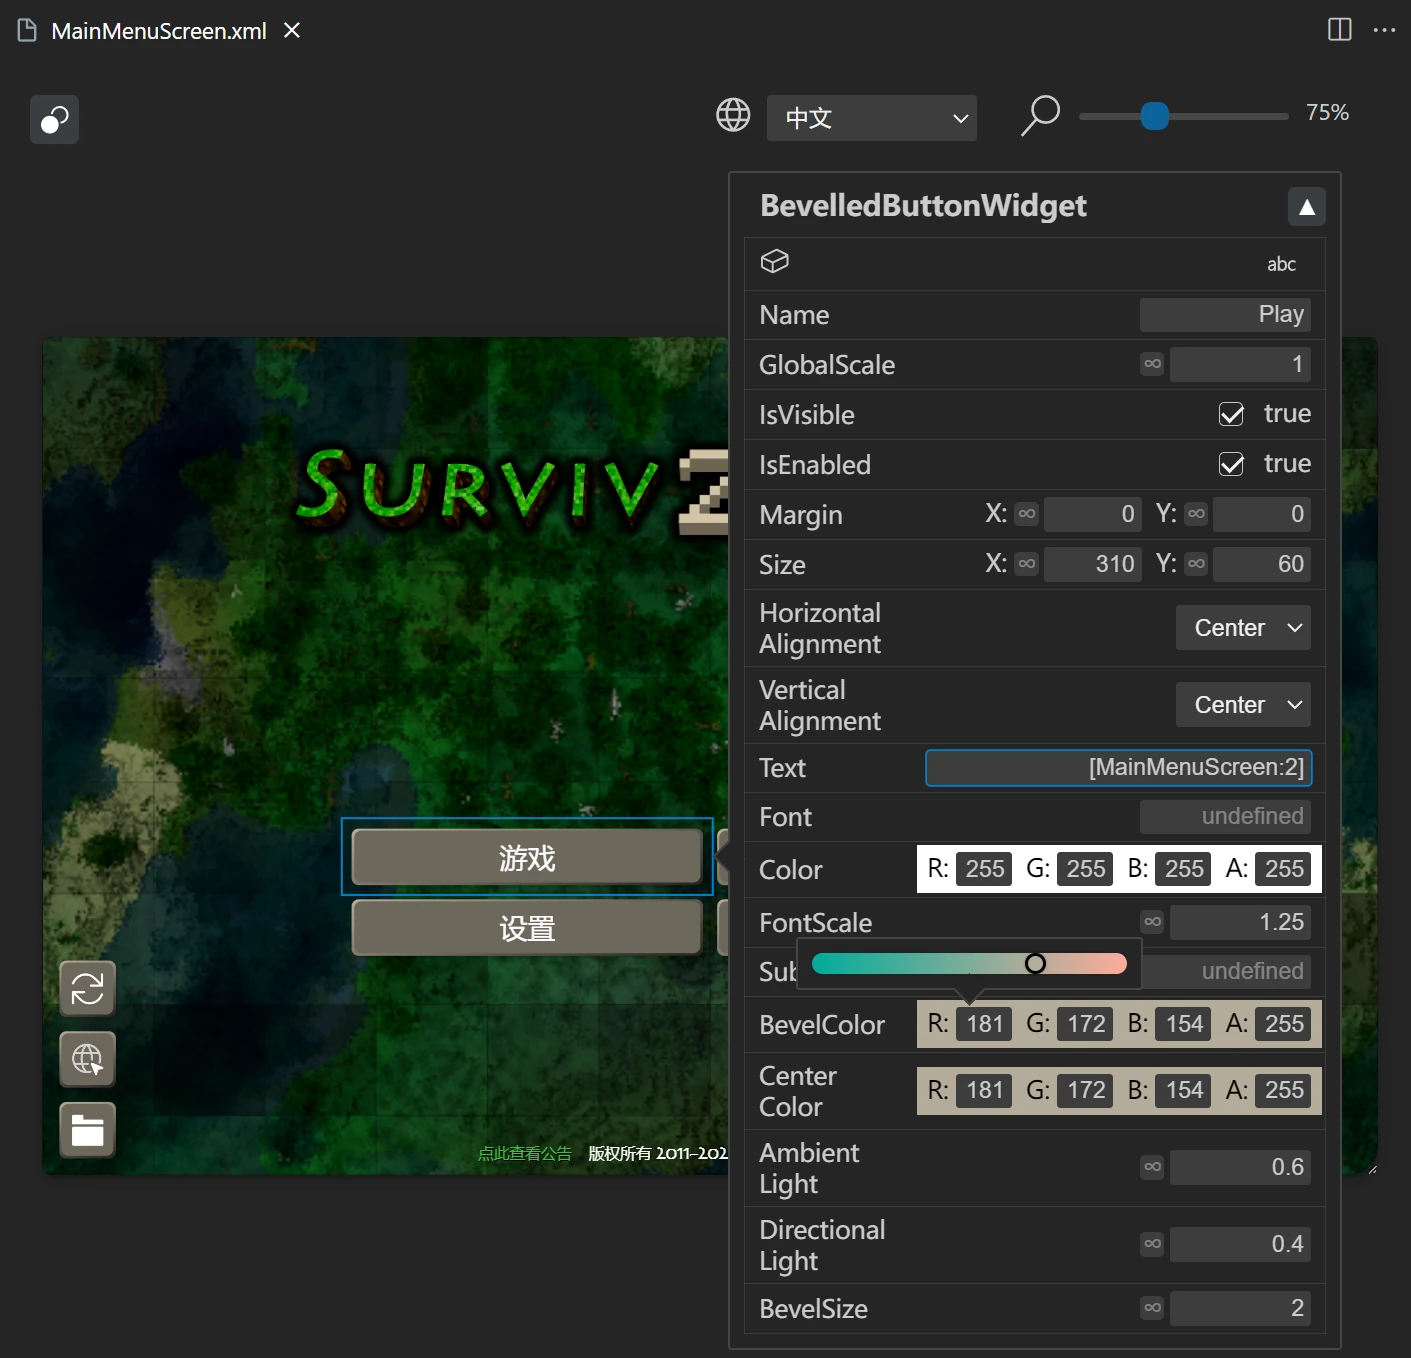 MainMenuScreen.xml
中文
75%
BevelledButtonWidget
abc
Name Play
GlobalScale ∞ 1
IsVisible true
IsEnabled true
Margin X: ∞ 0 Y: ∞ 0
Size X: ∞ 310 Y: ∞ 60
Horizontal
Alignment Center
Vertical
Alignment Center
Text [MainMenuScreen:2]
Font undefined
Color R: 255 G: 255 B: 255 A: 255
FontScale ∞ 1.25
Sub undefined
BevelColor R: 181 G: 172 B: 154 A: 255
Center
Color R: 181 G: 172 B: 154 A: 255
Ambient
Light ∞ 0.6
Directional
Light ∞ 0.4
BevelSize ∞ 2
SURVIV
游戏
设置
点此查看公告 版权所有 2011-202